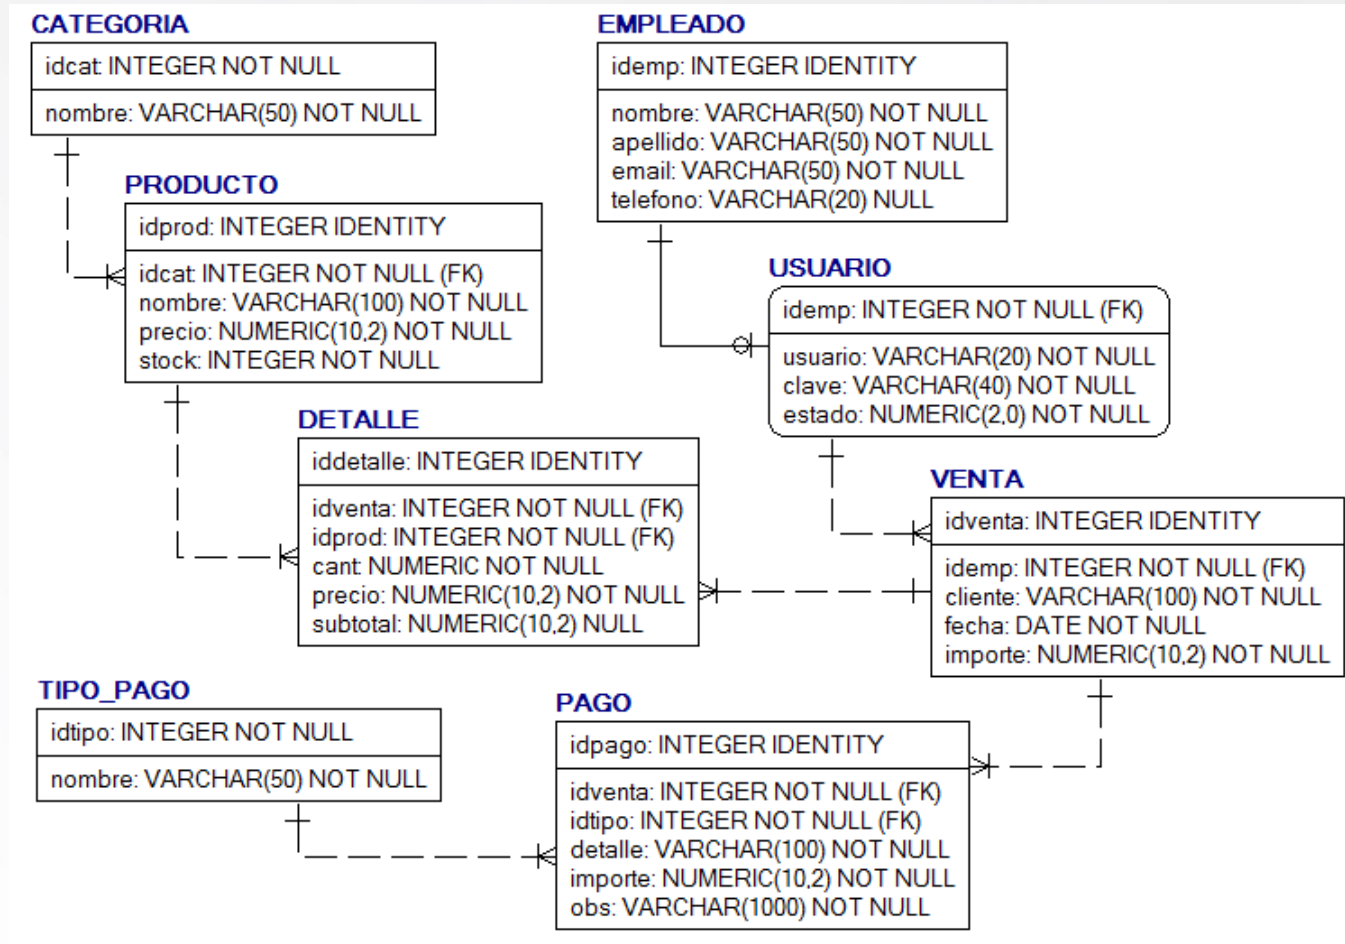 CATEGORIA
idcat: INTEGER NOT NULL
nombre: VARCHAR(50) NOT NULL
PRODUCTO
idprod: INTEGER IDENTITY
idcat: INTEGER NOT NULL (FK)
nombre: VARCHAR(100) NOT NULL
precio: NUMERIC(10,2) NOT NULL
stock: INTEGER NOT NULL
EMPLEADO
idemp: INTEGER IDENTITY
nombre: VARCHAR(50) NOT NULL
apellido: VARCHAR(50) NOT NULL
email: VARCHAR(50) NOT NULL
telefono: VARCHAR(20) NULL
USUARIO
idemp: INTEGER NOT NULL (FK)
usuario: VARCHAR(20) NOT NULL
clave: VARCHAR(40) NOT NULL
estado: NUMERIC(2,0) NOT NULL
DETALLE
iddetalle: INTEGER IDENTITY
idventa: INTEGER NOT NULL (FK)
idprod: INTEGER NOT NULL (FK)
cant: NUMERIC NOT NULL
precio: NUMERIC(10,2) NOT NULL
subtotal: NUMERIC(10,2) NULL
VENTA
idventa: INTEGER IDENTITY
idemp: INTEGER NOT NULL (FK)
cliente: VARCHAR(100) NOT NULL
fecha: DATE NOT NULL
importe: NUMERIC(10,2) NOT NULL
TIPO_PAGO
idtipo: INTEGER NOT NULL
nombre: VARCHAR(50) NOT NULL
PAGO
idpago: INTEGER IDENTITY
idventa: INTEGER NOT NULL (FK)
idtipo: INTEGER NOT NULL (FK)
detalle: VARCHAR(100) NOT NULL
importe: NUMERIC(10,2) NOT NULL
obs: VARCHAR(1000) NOT NULL